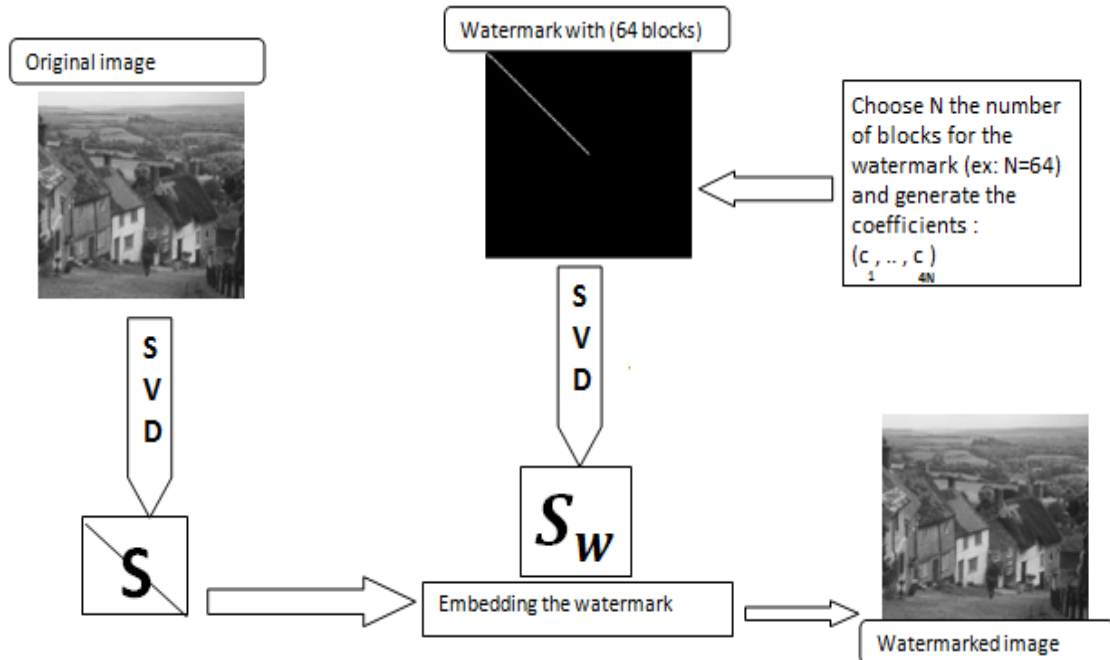 Original image
Watermark with (64 blocks)
Choose N the number
of blocks for the
watermark (ex: N=64)
and generate the
coefficients :
(c , .. , c )
1 4N
S
V
D
S
V
D
S
S_w
Embedding the watermark
Watermarked image